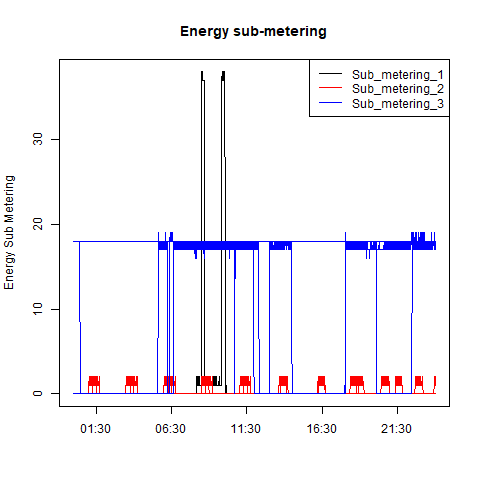 Energy sub-metering
Sub_metering_1
Sub_metering_2
Sub_metering_3
Energy Sub Metering
30
20
10
0
01:30 06:30 11:30 16:30 21:30